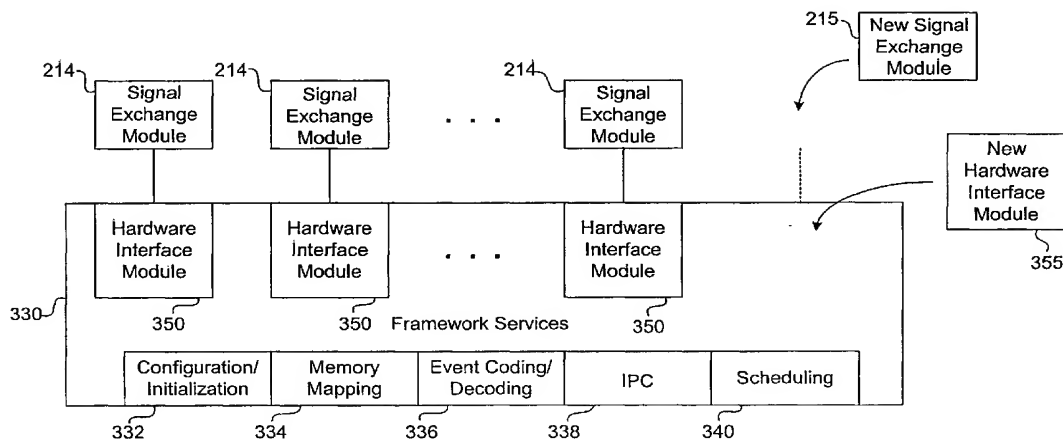 215
New Signal
Exchange
Module
214
Signal
Exchange
Module
214
Signal
Exchange
Module
. . .
214
Signal
Exchange
Module
New
Hardware
Interface
Module
355
Hardware
Interface
Module
350
Hardware
Interface
Module
350
. . .
Hardware
Interface
Module
350
330
Framework Services
Configuration/
Initialization
Memory
Mapping
Event Coding/
Decoding
IPC
Scheduling
332
334
336
338
340